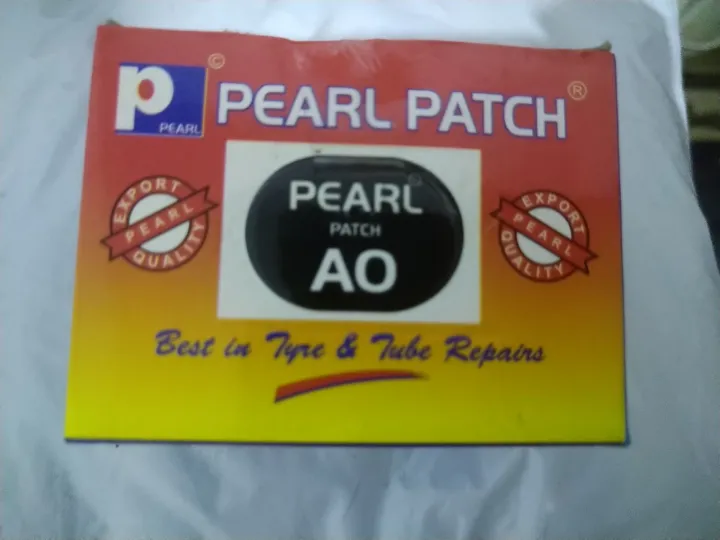 ©
p
PEARL
PEARL PATCH ®
EXPORT
PEARL
QUALITY
PEARL
PATCH
AO
EXPORT
PEARL
QUALITY
Best in Tyre & Tube Repairs